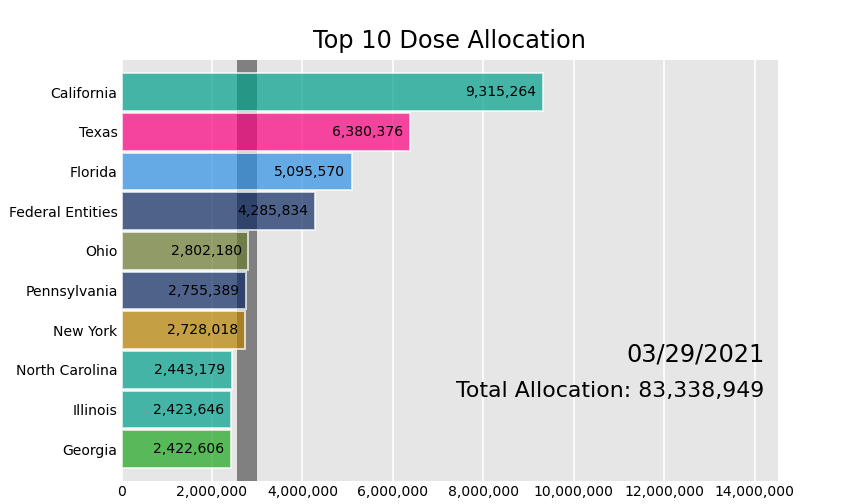 Top 10 Dose Allocation
California 9,315,264
Texas 6,380,376
Florida 5,095,570
Federal Entities 4,285,834
Ohio 2,802,180
Pennsylvania 2,755,389
New York 2,728,018
North Carolina 2,443,179
Illinois 2,423,646
Georgia 2,422,606
03/29/2021
Total Allocation: 83,338,949
0 2,000,000 4,000,000 6,000,000 8,000,000 10,000,000 12,000,000 14,000,000